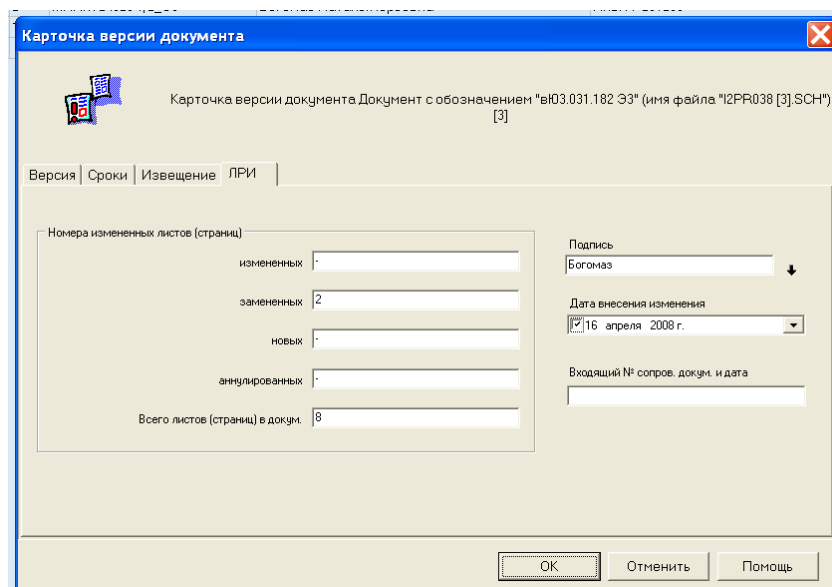 Карточка версии документа
Карточка версии документа Документ с обозначением "вЮ3.031.182 Э3" (имя файла "I2PR038 [3].SCH")
[3]
Версия Сроки Извещение ЛРИ
Номера измененных листов (страниц)
измененных -
замененных 2
новых -
аннулированных -
Всего листов (страниц) в докум. 8
Подпись
Богомаз
Дата внесения изменения
16 апреля 2008 г.
Входящий № сопров. докум. и дата
OK Отменить Помощь